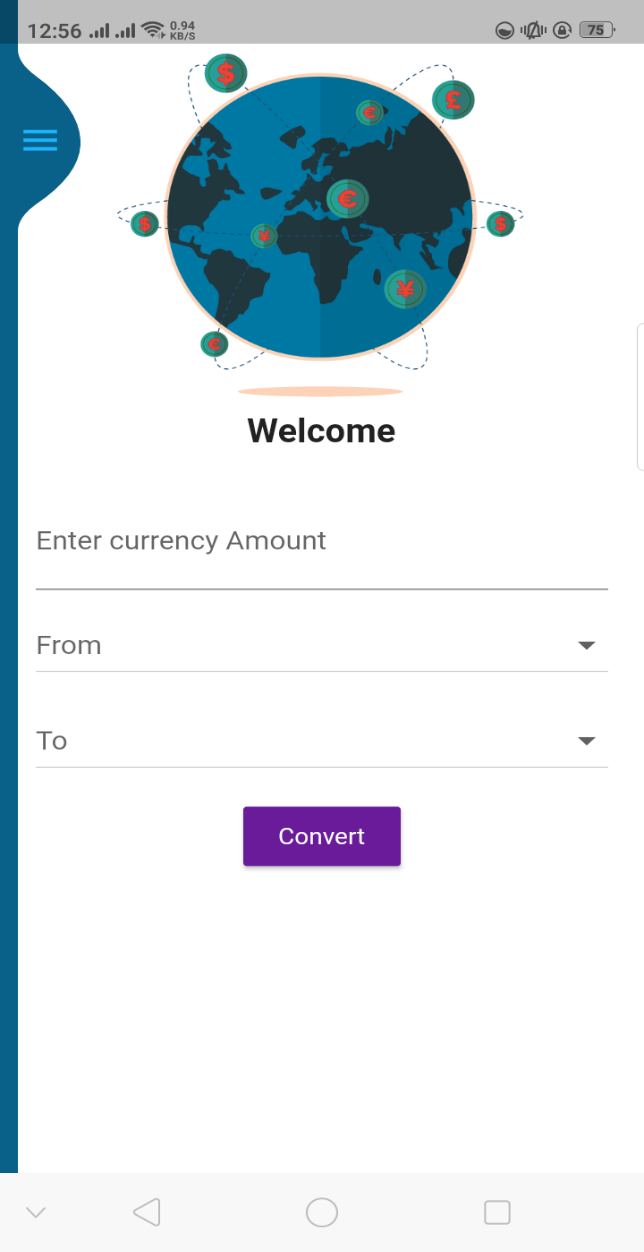 12:56 0.94 KB/S 75
$
£
€
€
$
$
¥
¥
€
Welcome
Enter currency Amount
From
To
Convert